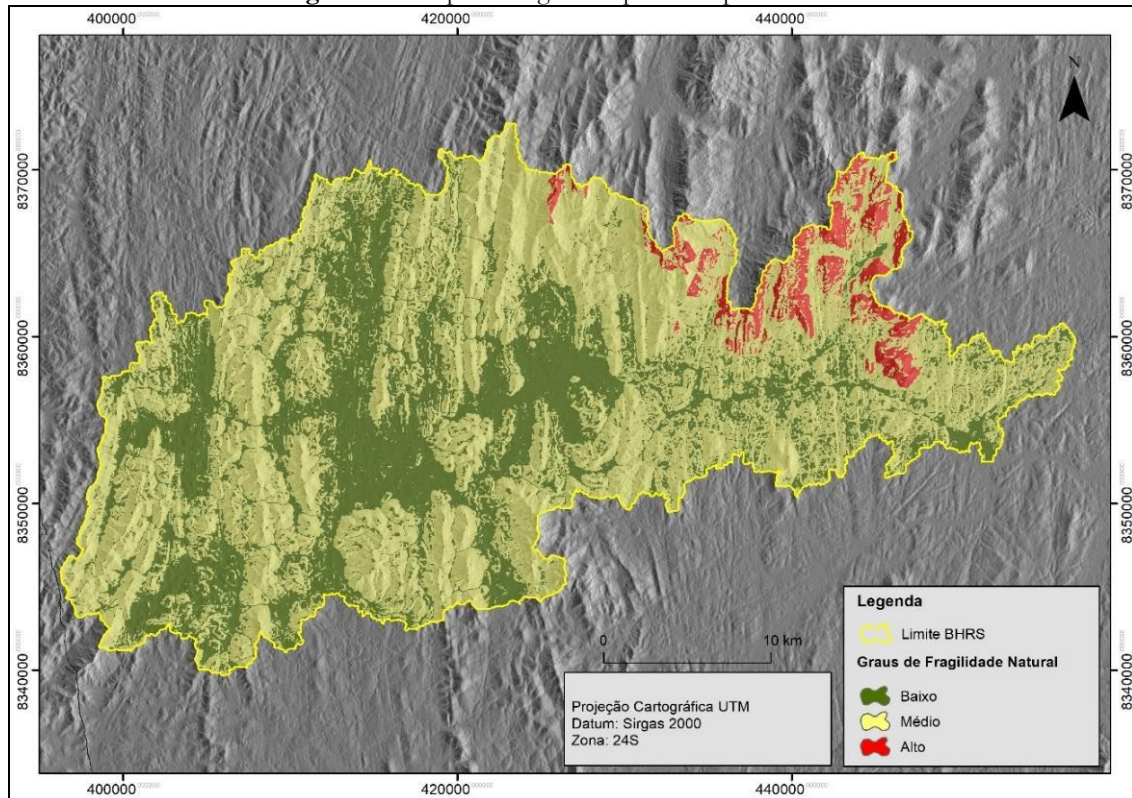 400000
420000
440000
N
8370000
8370000
8360000
8360000
8350000
8350000
8340000
8340000
0 10 km
Projeção Cartográfica UTM
Datum: Sirgas 2000
Zona: 24S
Legenda
Limite BHRS
Graus de Fragilidade Natural
Baixo
Médio
Alto
400000
420000
440000